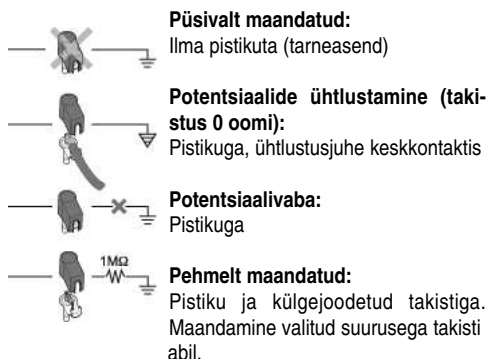 Püsivalt maandatud:
Ilma pistikuta (tarneasend)
Potentsiaalide ühtlustamine (taki-
stus 0 oomi):
Pistikuga, ühtlustusjuhe keskkontaktis
Potentsiaalivaba:
Pistikuga
1MΩ
Pehmelt maandatud:
Pistiku ja külgejoodetud takistiga.
Maandamine valitud suurusega takisti
abil.